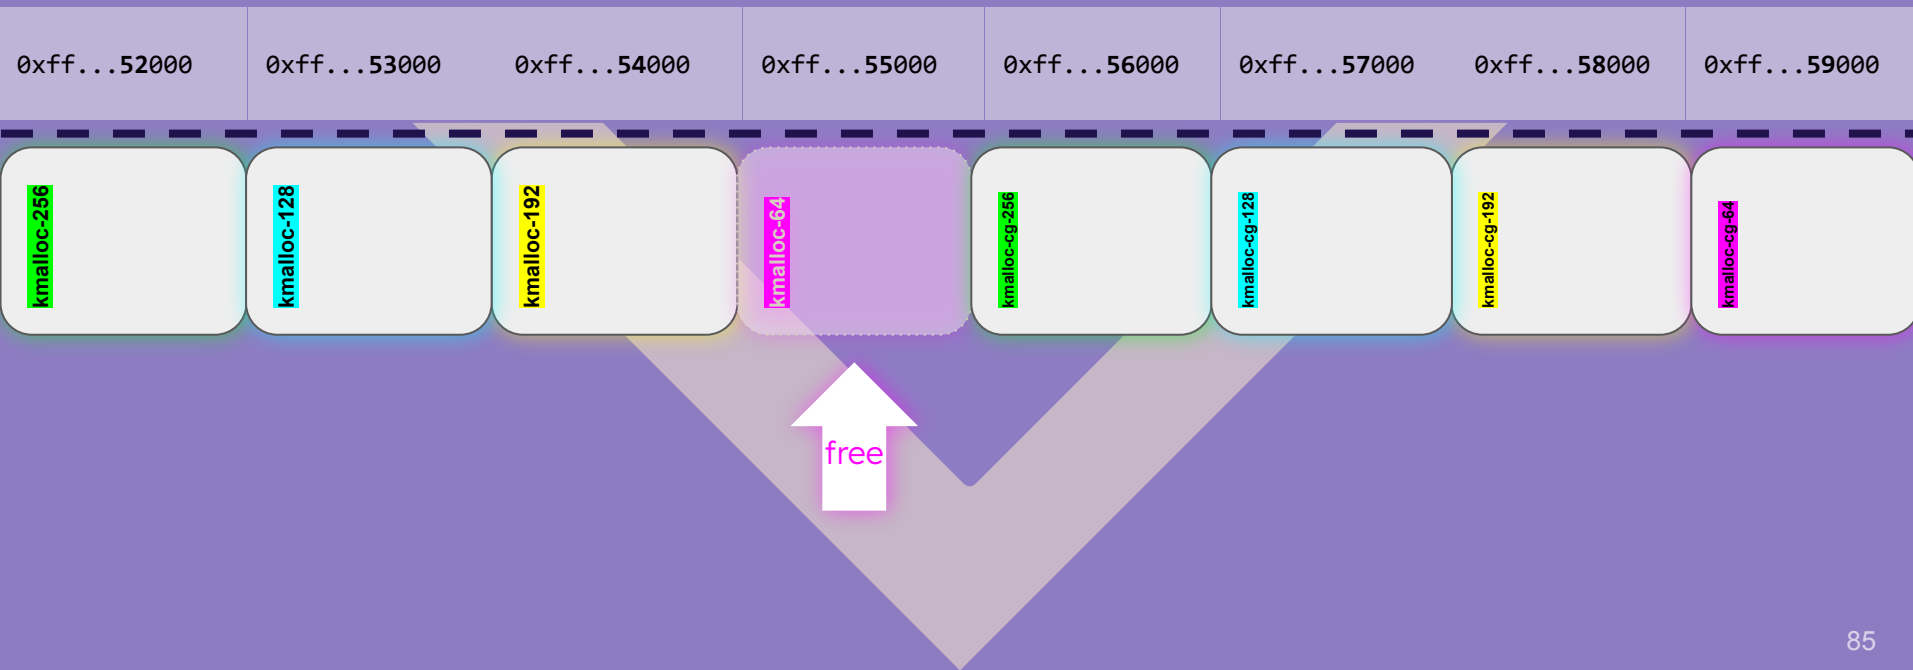 0xff...52000
0xff...53000
0xff...54000
0xff...55000
0xff...56000
0xff...57000
0xff...58000
0xff...59000
kmalloc-256
kmalloc-128
kmalloc-192
kmalloc-64
kmalloc-cg-256
kmalloc-cg-128
kmalloc-cg-192
kmalloc-cg-64
free
85